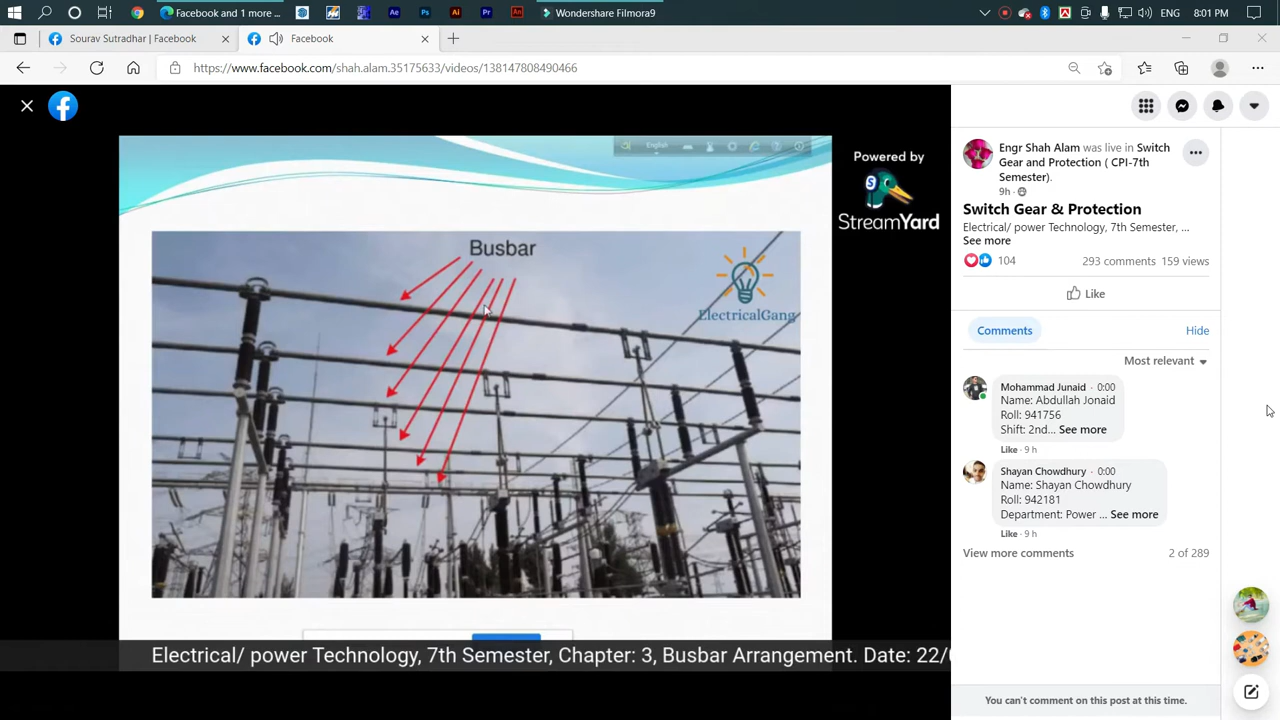 Facebook and 1 more ...
Wondershare Filmora9
ENG
8:01 PM
Sourav Sutradhar | Facebook
Facebook
https://www.facebook.com/shah.alam.35175633/videos/138147808490466
English
Powered by
StreamYard
Busbar
ElectricalGang
Electrical/ power Technology, 7th Semester, Chapter: 3, Busbar Arrangement. Date: 22/
Engr Shah Alam was live in Switch
Gear and Protection ( CPI-7th
Semester).
9h
Switch Gear & Protection
Electrical/ power Technology, 7th Semester, ...
See more
104
293 comments 159 views
Like
Comments
Hide
Most relevant
Mohammad Junaid · 0:00
Name: Abdullah Jonaid
Roll: 941756
Shift: 2nd... See more
Like · 9 h
Shayan Chowdhury · 0:00
Name: Shayan Chowdhury
Roll: 942181
Department: Power ... See more
Like · 9 h
View more comments
2 of 289
You can't comment on this post at this time.